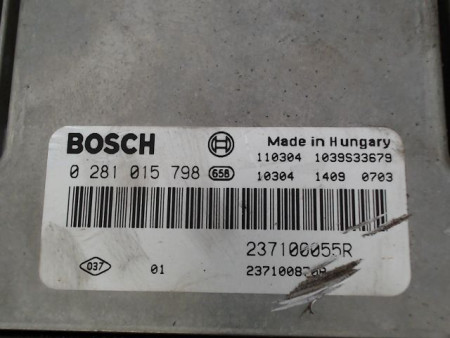 BOSCH Made in Hungary
110304 1039S33679
0 281 015 798 658 10304 1409 0703
237100055R
037 01